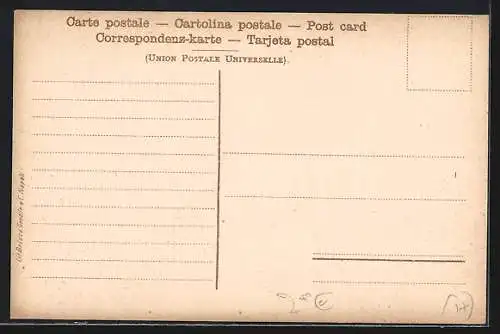 Carte postale — Cartolina postale — Post card
Correspondenz-karte — Tarjeta postal
(Union Postale Universelle).